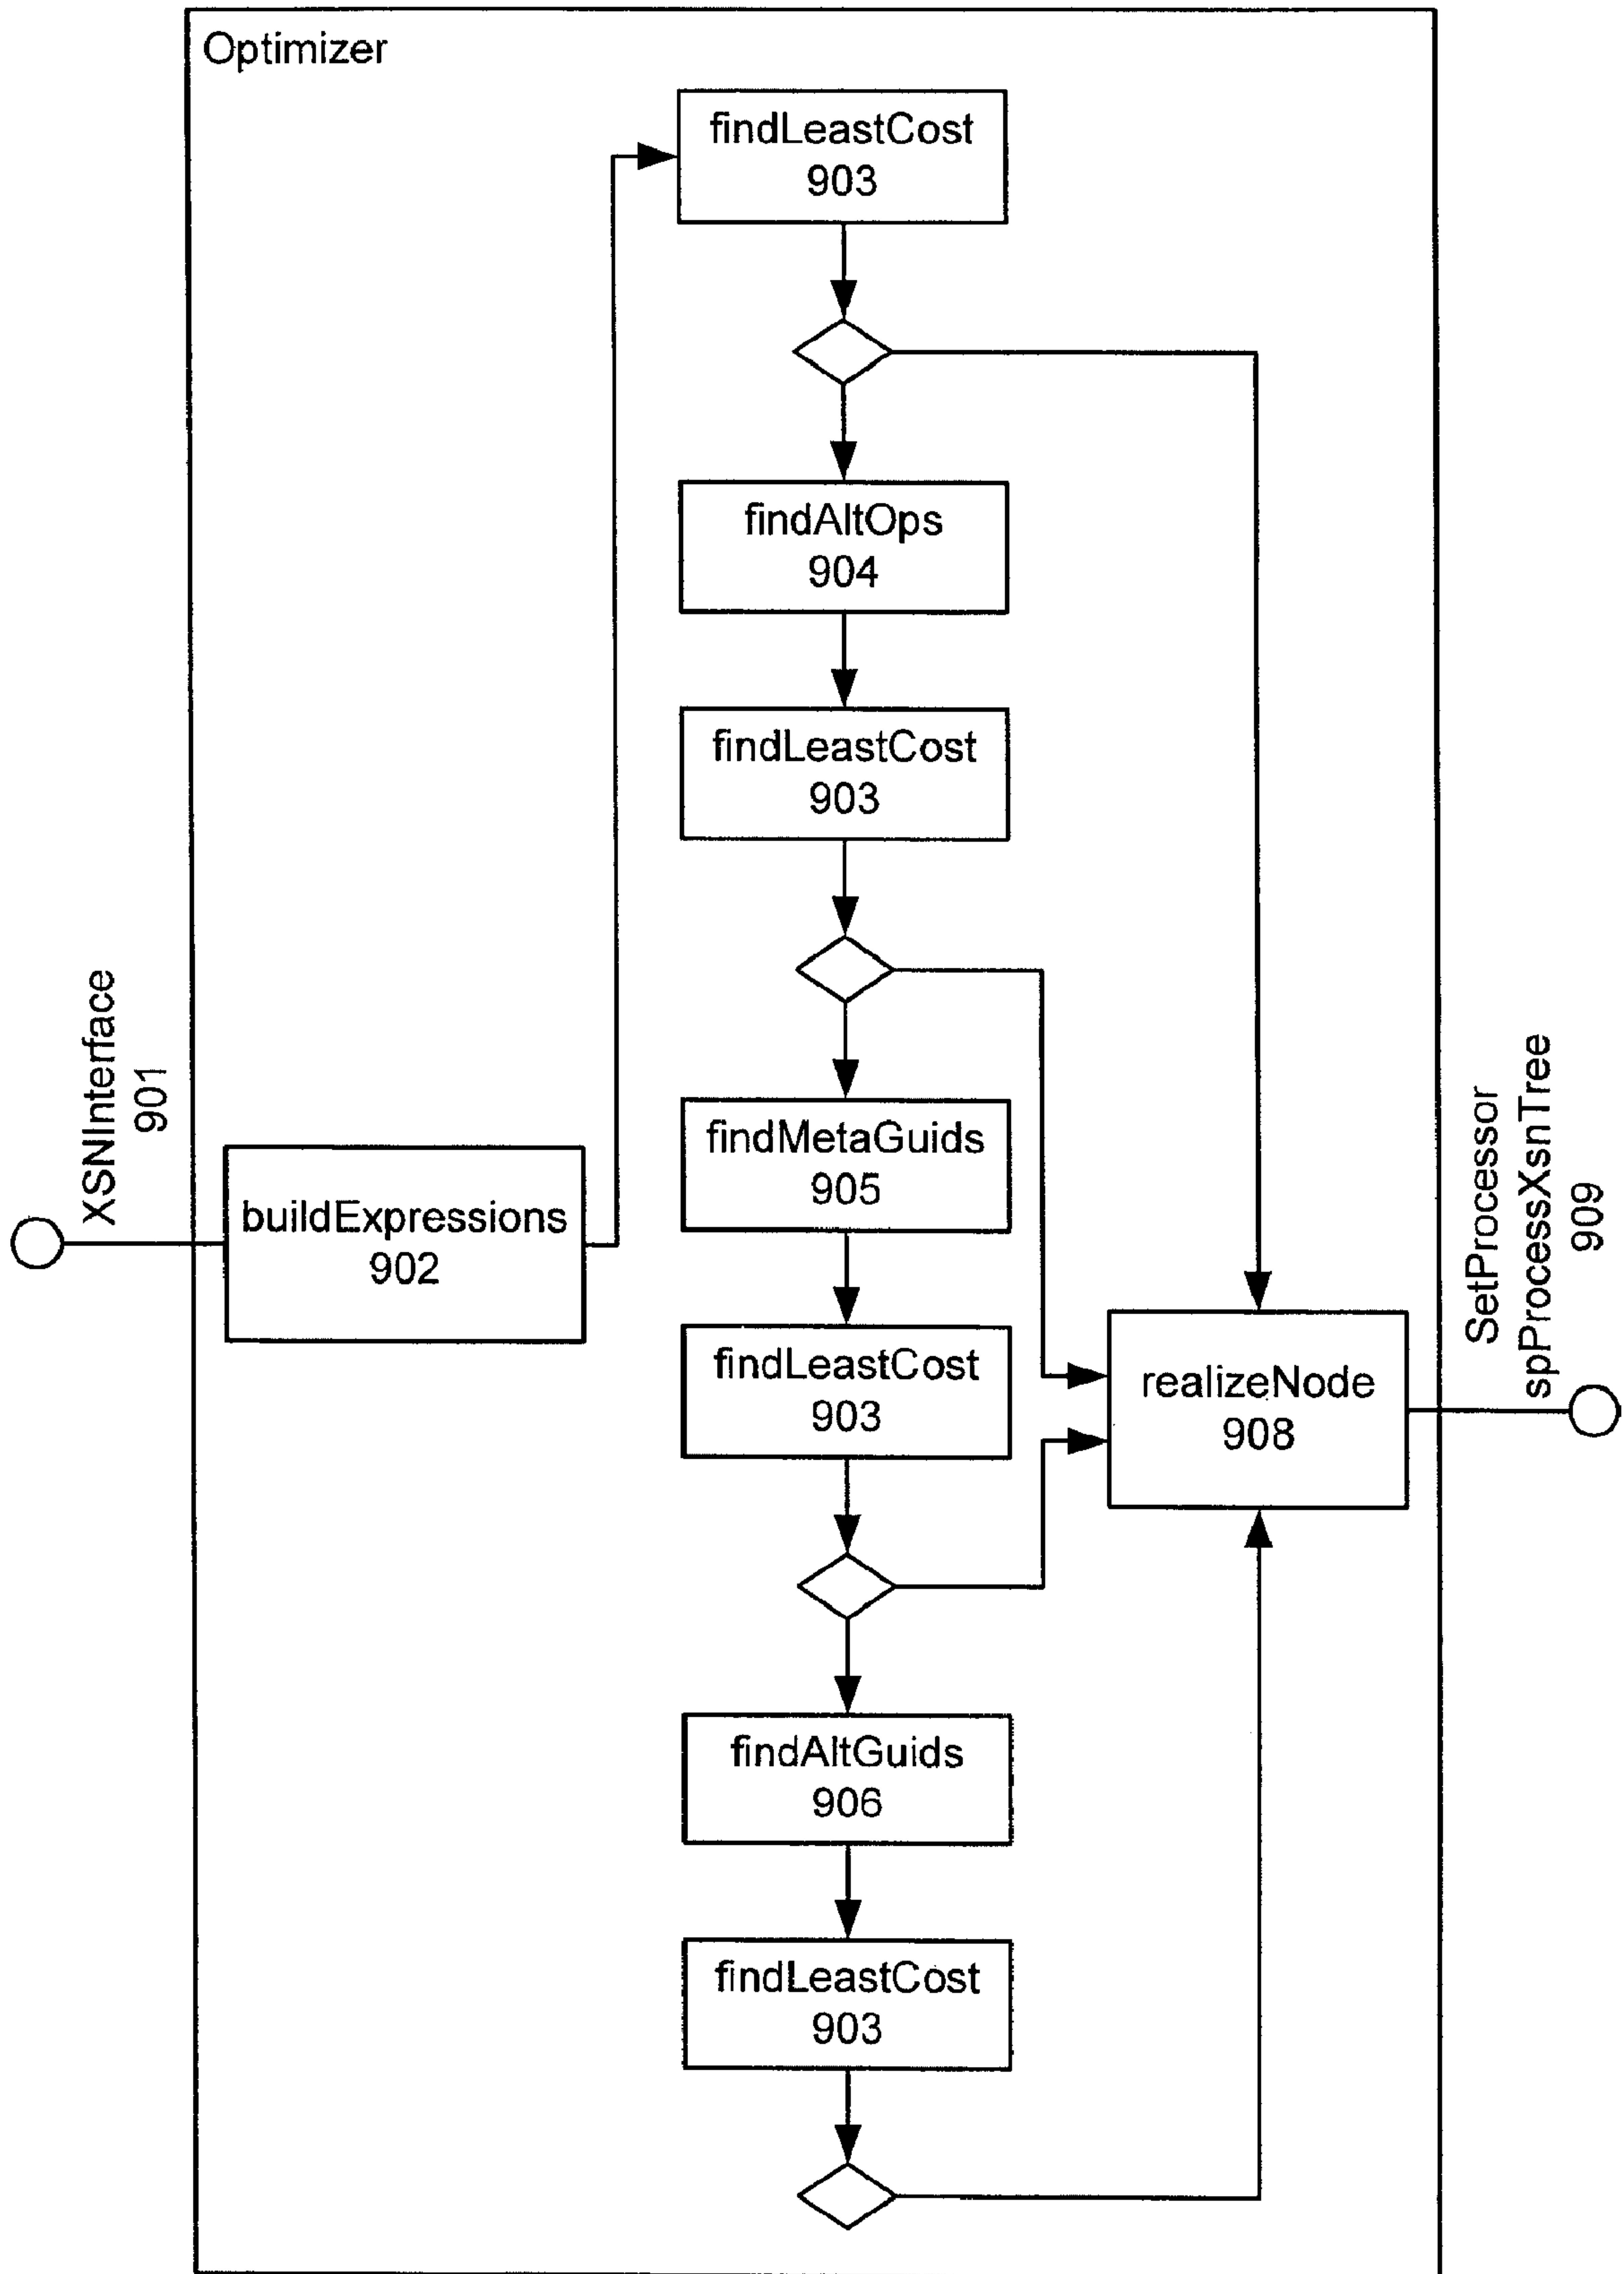 Optimizer
findLeastCost
903
findAltOps
904
findLeastCost
903
XSNInterface
901
buildExpressions
902
findMetaGuids
905
findLeastCost
903
realizeNode
908
SetProcessor
spProcessXsnTree
909
findAltGuids
906
findLeastCost
903